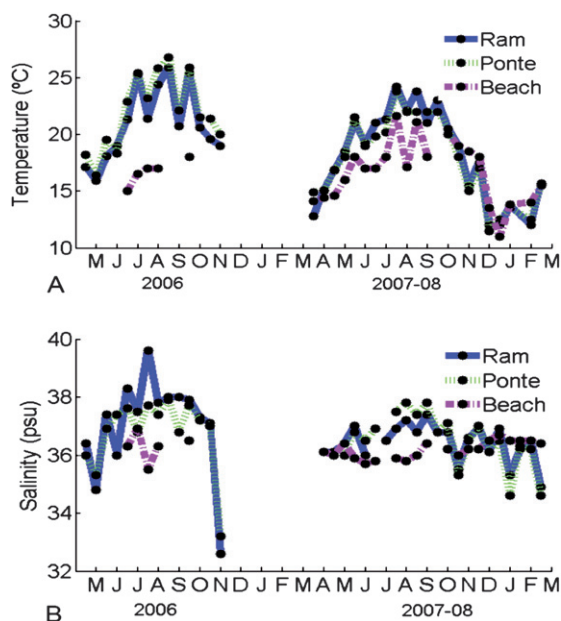 30
25
20
15
10
Temperature (ºC)
Ram
Ponte
Beach
M J J A S O N D J F M A M J J A S O N D J F M
A
2006
2007-08
40
38
36
34
32
Salinity (psu)
Ram
Ponte
Beach
M J J A S O N D J F M A M J J A S O N D J F M
B
2006
2007-08